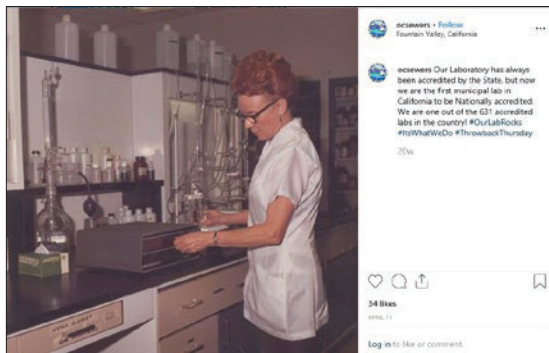 ocsewers • Follow
Fountain Valley, California
ocsewers Our Laboratory has always
been accredited by the State, but now
we are the first municipal lab in
California to be Nationally accredited.
We are one out of the 631 accredited
labs in the country! #OurLabRocks
#ItsWhatWeDo #ThrowbackThursday
20w
34 likes
APRIL 11
Log in to like or comment.